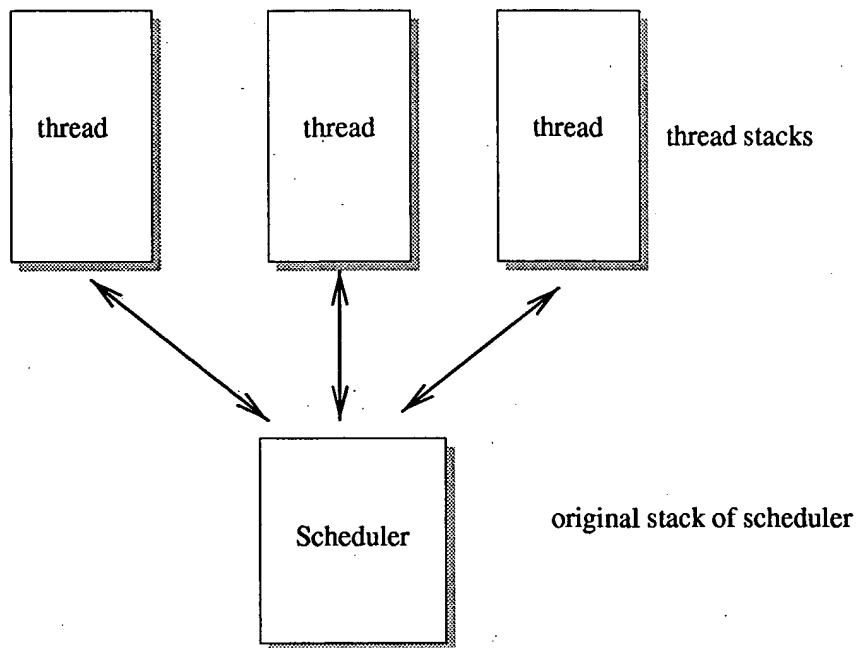 thread
thread
thread
thread stacks
Scheduler
original stack of scheduler